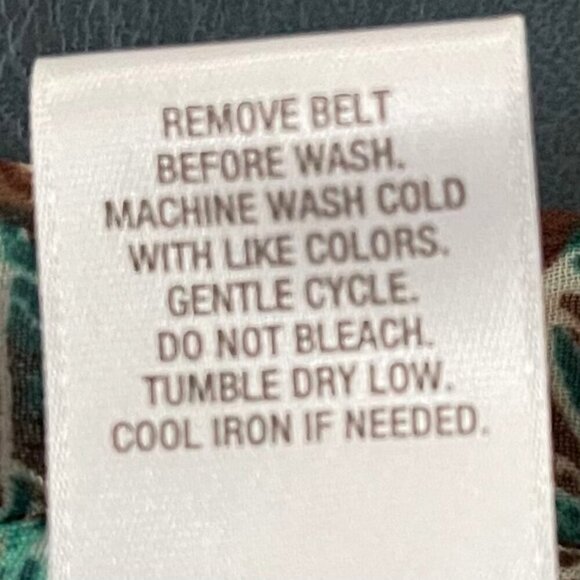 REMOVE BELT
BEFORE WASH.
MACHINE WASH COLD
WITH LIKE COLORS.
GENTLE CYCLE.
DO NOT BLEACH.
TUMBLE DRY LOW.
COOL IRON IF NEEDED.